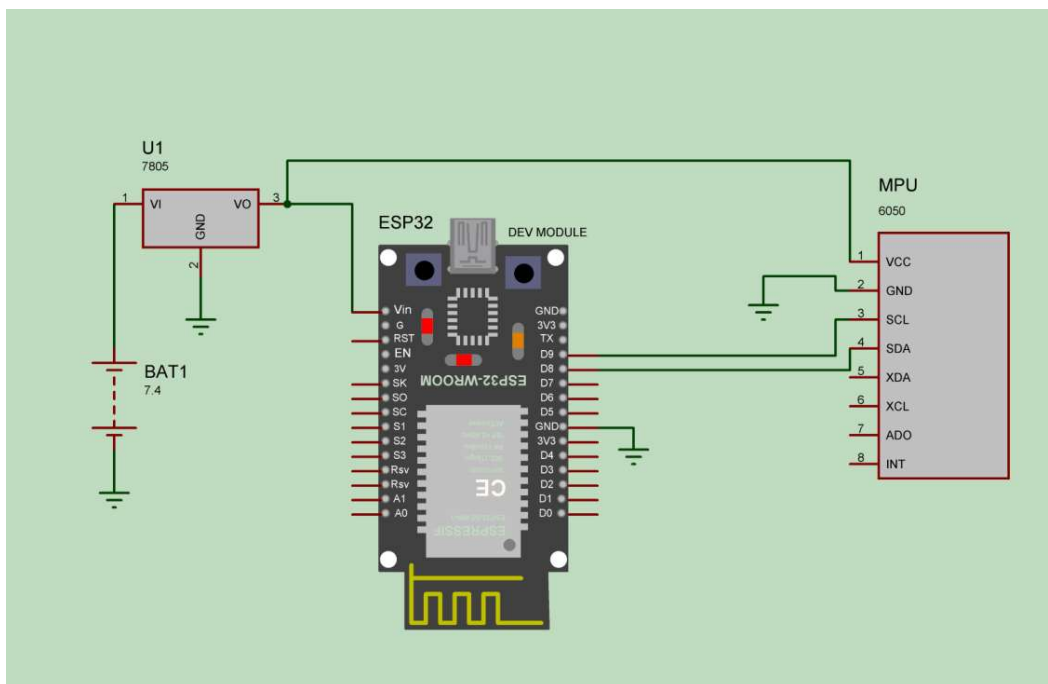 U1
7805
1
VI
VO
3
GND
2
BAT1
7.4
ESP32
DEV MODULE
Vin
G
RST
EN
3V
SK
SO
SC
S1
S2
S3
Rsv
Rsv
A1
A0
GND
3V3
TX
D9
D8
D7
D6
D5
GND
3V3
D4
D3
D2
D1
D0
ESP32-WROOM
CE
ESPRESSIF
MPU
6050
1 VCC
2 GND
3 SCL
4 SDA
5 XDA
6 XCL
7 ADO
8 INT